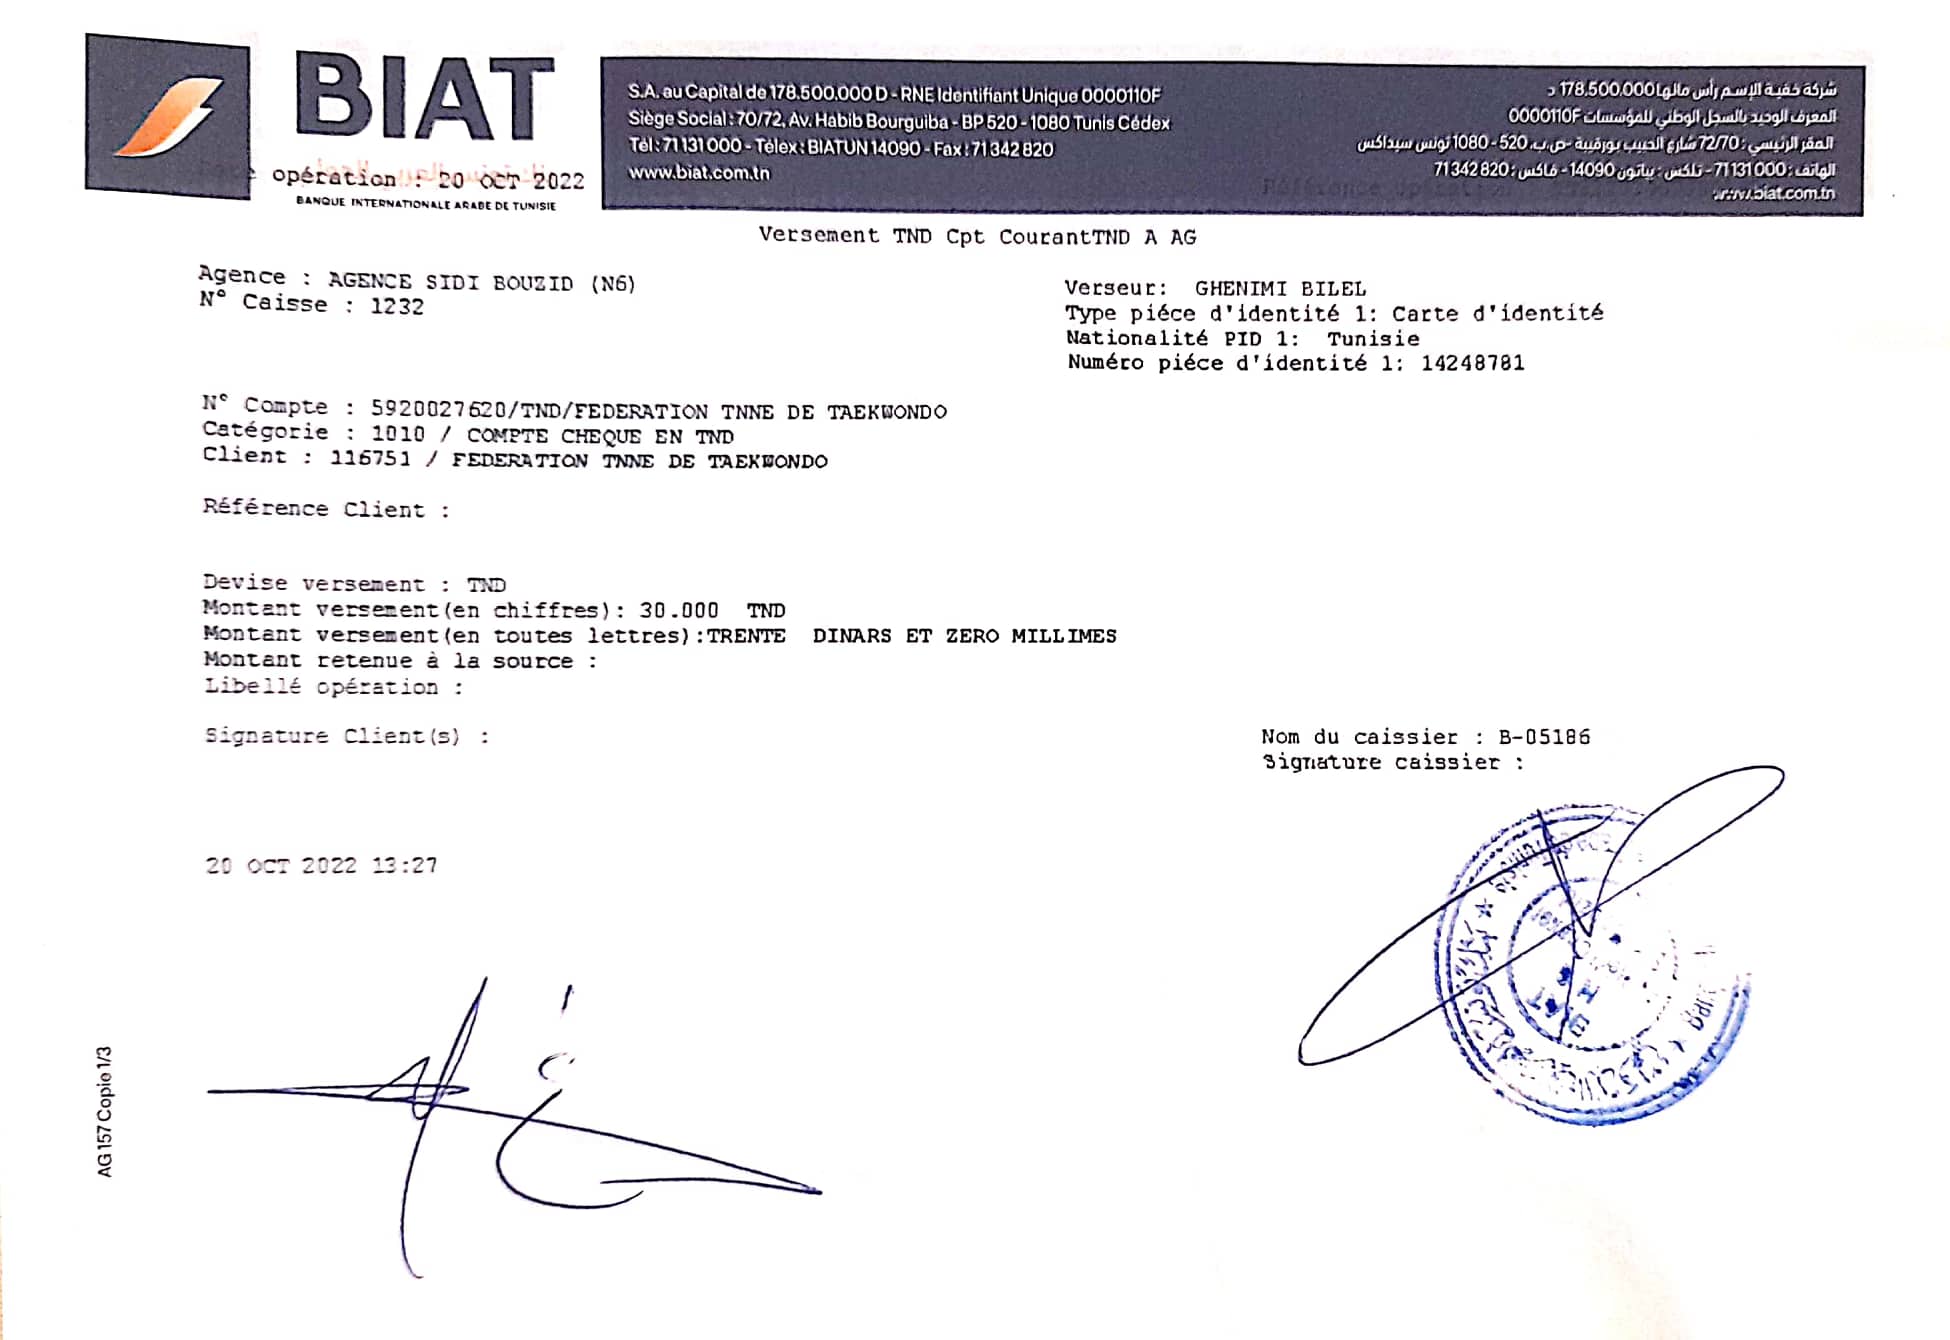 BIAT
opération : 20 OCT 2022
BANQUE INTERNATIONALE ARABE DE TUNISIE
S.A. au Capital de 178.500.000 D - RNE Identifiant Unique 0000110F
Siège Social : 70/72, Av. Habib Bourguiba - BP 520 - 1080 Tunis Cédex
Tél : 71 131 000 - Télex : BIATUN 14090 - Fax : 71 342 820
www.biat.com.tn
شركة خفية الإسم رأس مالها 178.500.000 د
المعرف الوحيد بالسجل الوطني للمؤسسات 0000110F
المقر الرئيسي : 72/70 شارع الحبيب بورقيبة -ص.ب. 520 - 1080 تونس سيداكس
الهاتف : 71 131 000 - تلكس : بياتون 14090 - فاكس : 71 342 820
www.biat.com.tn
Référence Opération
Versement TND Cpt CourantTND A AG
Agence : AGENCE SIDI BOUZID (N6)
N° Caisse : 1232
Verseur: GHENIMI BILEL
Type piéce d'identité 1: Carte d'identité
Nationalité PID 1: Tunisie
Numéro piéce d'identité 1: 14248781
N° Compte : 5920027620/TND/FEDERATION TNNE DE TAEKWONDO
Catégorie : 1010 / COMPTE CHEQUE EN TND
Client : 116751 / FEDERATION TNNE DE TAEKWONDO
Référence Client :
Devise versement : TND
Montant versement(en chiffres): 30.000 TND
Montant versement(en toutes lettres):TRENTE DINARS ET ZERO MILLIMES
Montant retenue à la source :
Libellé opération :
Signature Client(s) :
Nom du caissier : B-05186
Signature caissier :
20 OCT 2022 13:27
AG 157 Copie 1/3